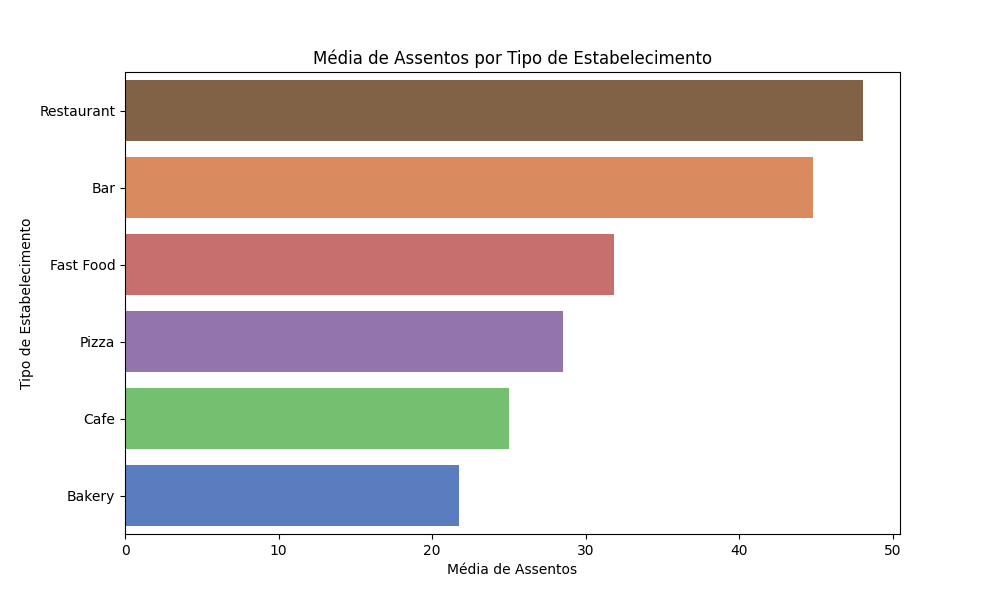 Média de Assentos por Tipo de Estabelecimento
Restaurant
Bar
Fast Food
Pizza
Cafe
Bakery
Tipo de Estabelecimento
0 10 20 30 40 50
Média de Assentos